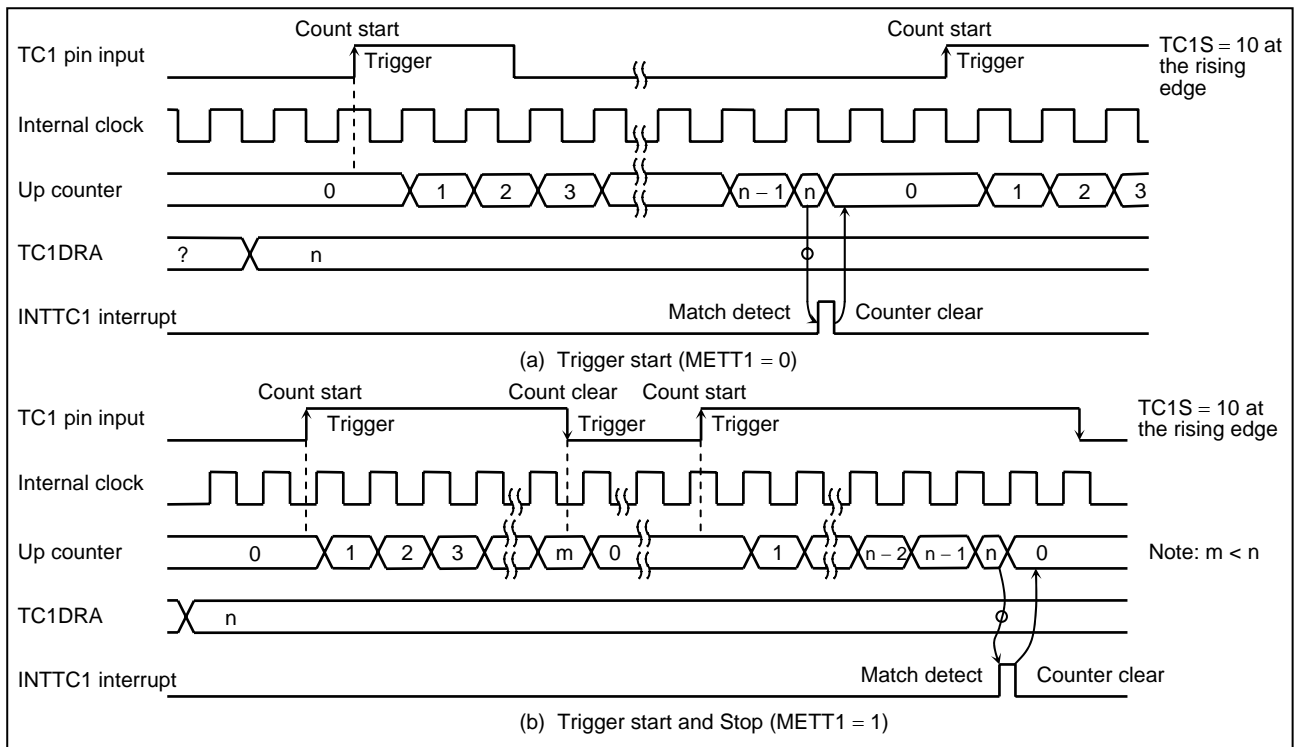 Count start Count start
TC1 pin input Trigger Trigger TC1S = 10 at the rising edge
Internal clock
Up counter 0 1 2 3 n – 1 n 0 1 2 3
TC1DRA ? n
INTTC1 interrupt Match detect Counter clear
(a) Trigger start (METT1 = 0)
Count start Count clear Count start
TC1 pin input Trigger Trigger Trigger TC1S = 10 at the rising edge
Internal clock
Up counter 0 1 2 3 m 0 1 n – 2 n – 1 n 0 Note: m < n
TC1DRA n
INTTC1 interrupt Match detect Counter clear
(b) Trigger start and Stop (METT1 = 1)